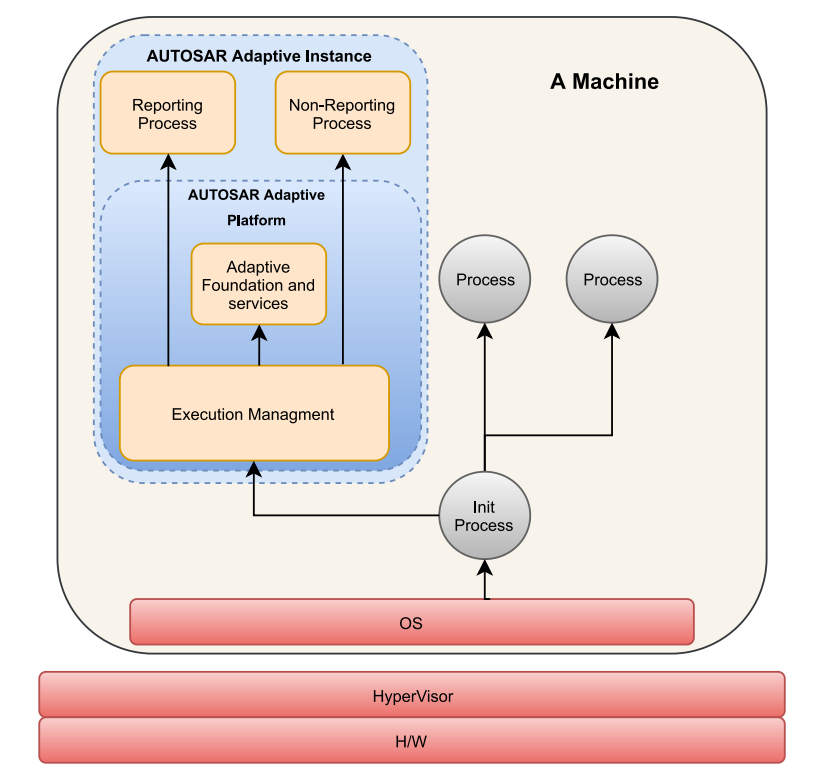 AUTOSAR Adaptive Instance
A Machine
Reporting
Process
Non-Reporting
Process
AUTOSAR Adaptive
Platform
Adaptive
Foundation and
services
Process
Process
Execution Managment
Init
Process
OS
HyperVisor
H/W